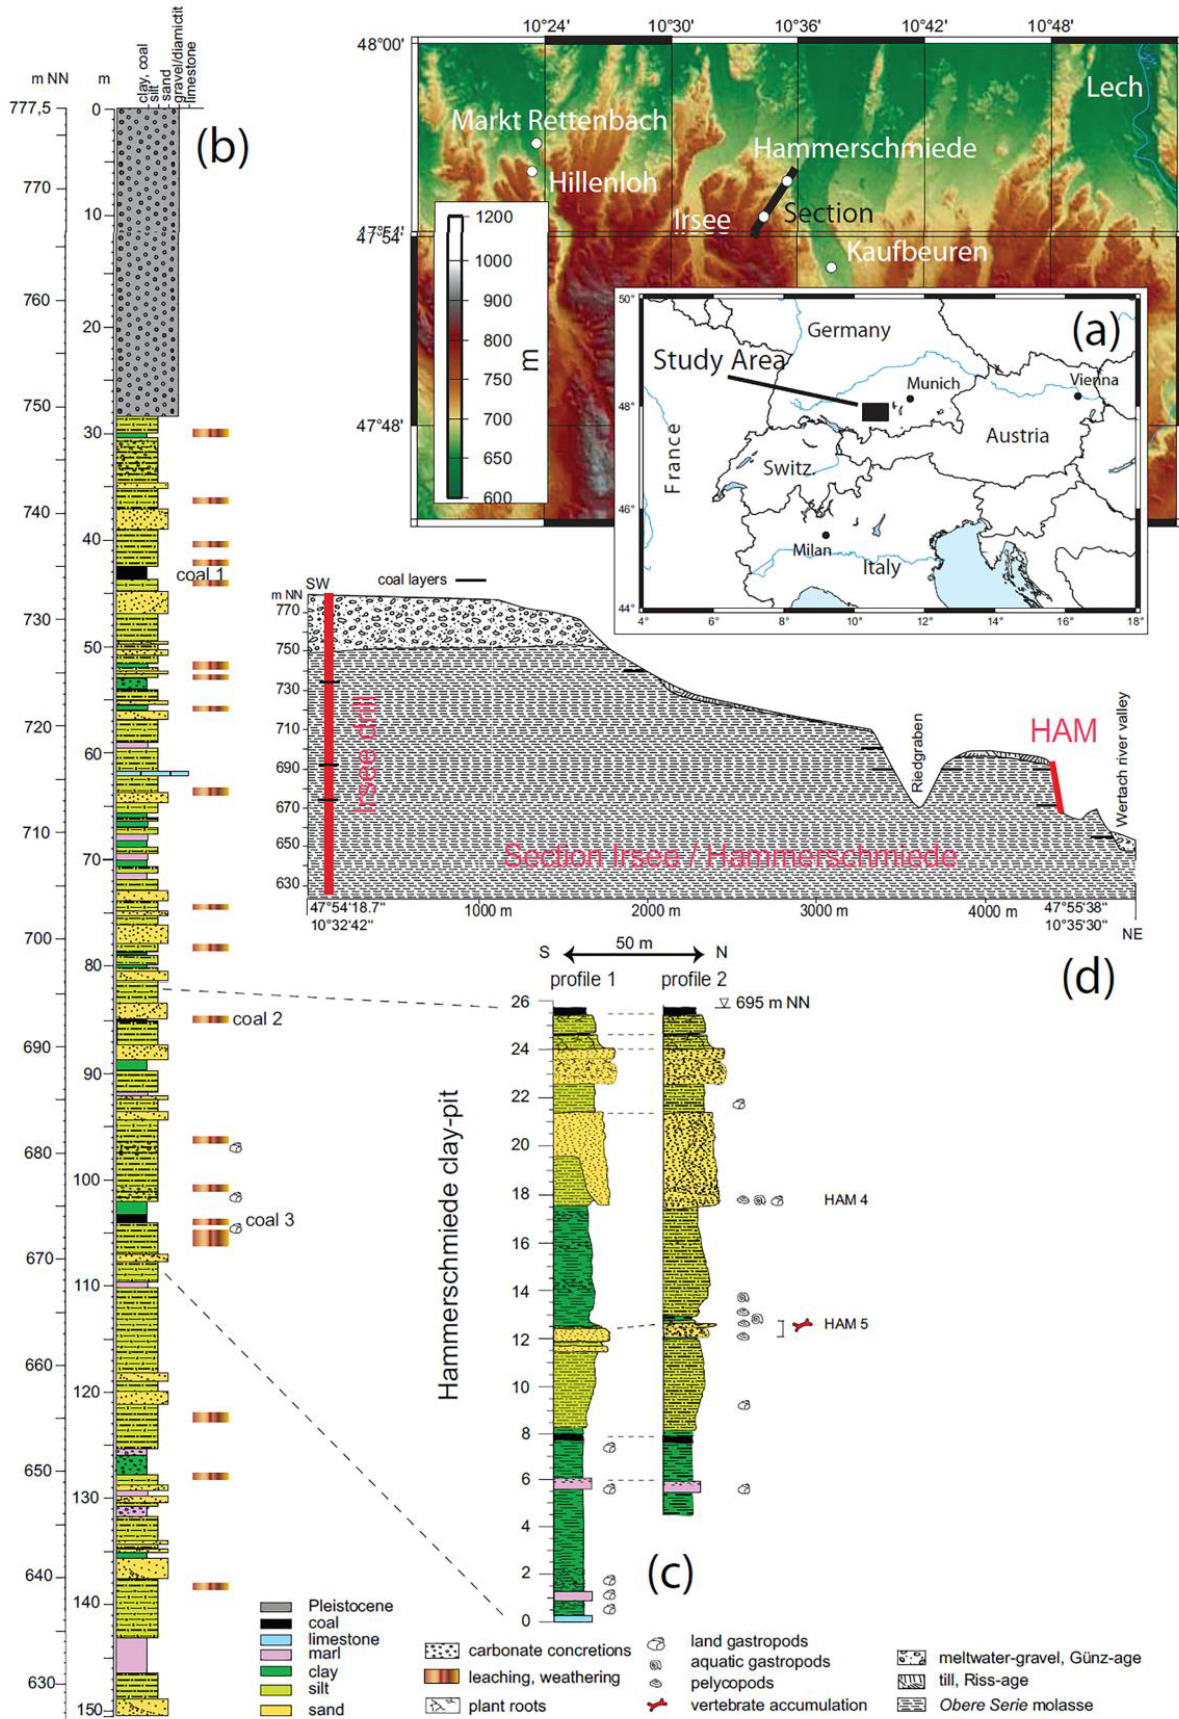 (b)
m NN
m
clay, coal
silt
sand
gravel/diamictit
limestone
777,5
770
760
750
740
730
720
710
700
690
680
670
660
650
640
630
0
10
20
30
40
50
60
70
80
90
100
110
120
130
140
150
coal 1
coal 2
coal 3
10°24'
10°30'
10°36'
10°42'
10°48'
48°00'
47°54'
47°48'
Lech
Markt Rettenbach
Hammerschmiede
Hillenloh
Irsee
Section
Kaufbeuren
1200
1000
900
800
750
700
650
600
m
(a)
50°
48°
46°
44°
4°
6°
8°
10°
12°
14°
16°
18°
Germany
Study Area
Munich
Vienna
France
Austria
Switz.
Milan
Italy
SW
coal layers
m NN
770
750
730
710
690
670
650
630
Irsee drill
Riedgraben
HAM
Wertach river valley
Section Irsee / Hammerschmiede
47°54'18.7"
10°32'42"
1000 m
2000 m
3000 m
4000 m
47°55'38"
10°35'30"
NE
(d)
S
50 m
N
profile 1
profile 2
695 m NN
Hammerschmiede clay-pit
26
24
22
20
18
16
14
12
10
8
6
4
2
0
HAM 4
HAM 5
(c)
Pleistocene
coal
limestone
marl
clay
silt
sand
carbonate concretions
leaching, weathering
plant roots
land gastropods
aquatic gastropods
pelycopods
vertebrate accumulation
meltwater-gravel, Günz-age
till, Riss-age
Obere Serie molasse